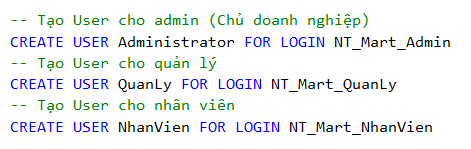 -- Tạo User cho admin (Chủ doanh nghiệp)
CREATE USER Administrator FOR LOGIN NT_Mart_Admin
-- Tạo User cho quản lý
CREATE USER QuanLy FOR LOGIN NT_Mart_QuanLy
-- Tạo User cho nhân viên
CREATE USER NhanVien FOR LOGIN NT_Mart_NhanVien